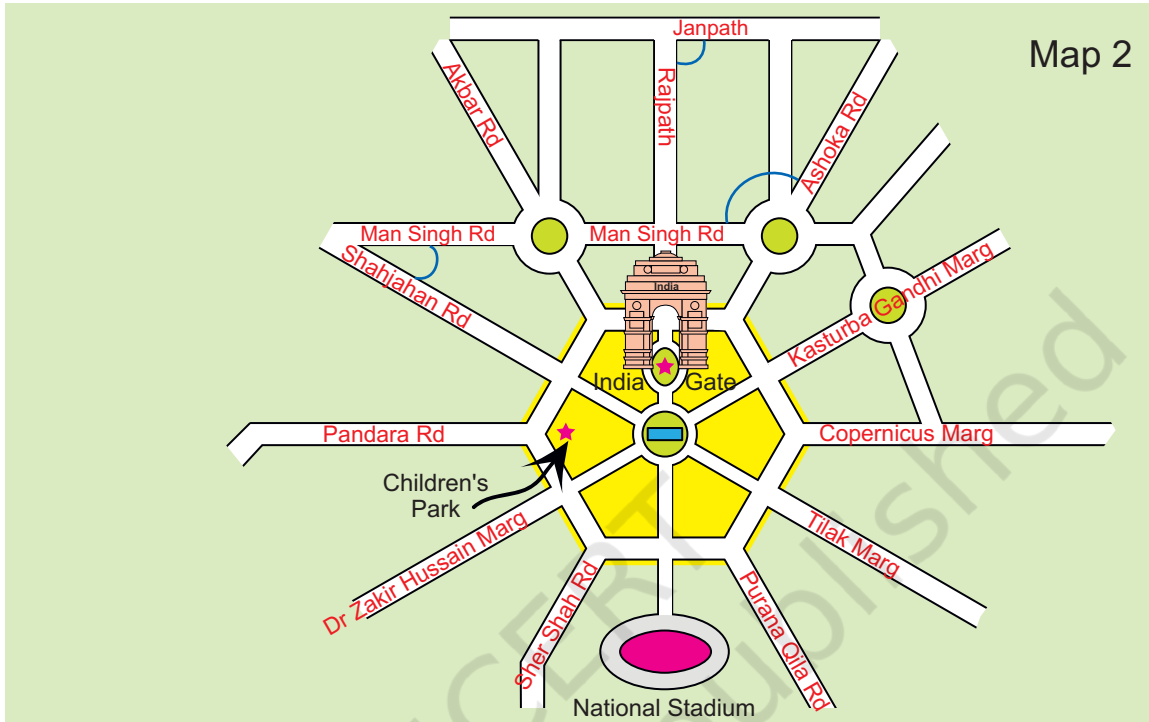 Janpath
Map 2
Akbar Rd
Rajpath
Ashoka Rd
Man Singh Rd
Man Singh Rd
Shahjahan Rd
India
Kasturba Gandhi Marg
India Gate
Pandara Rd
Copernicus Marg
Children's
Park
Dr Zakir Hussain Marg
Tilak Marg
Sher Shah Rd
Purana Qila Rd
National Stadium
CERT
ublished